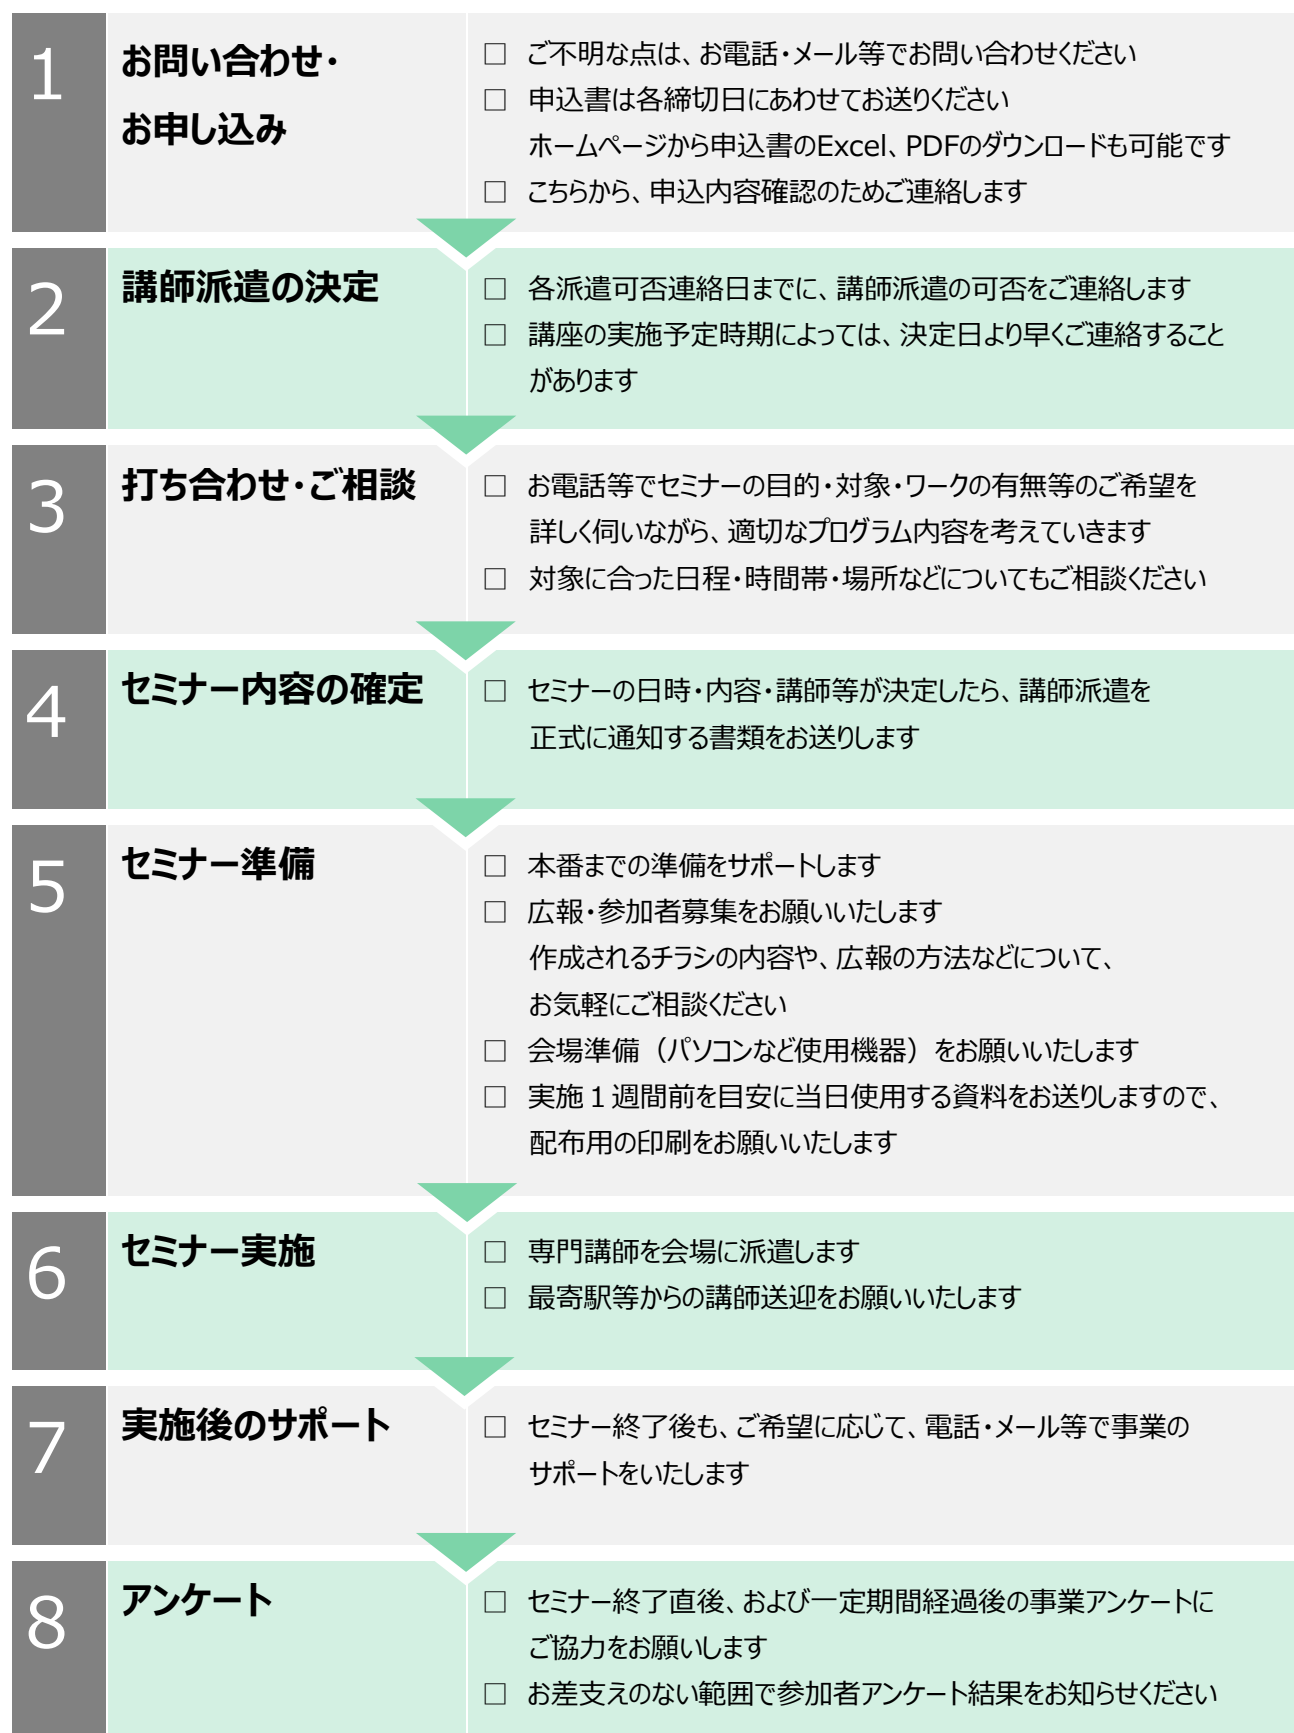 1
お問い合わせ・
お申し込み
□ ご不明な点は、お電話・メール等でお問い合わせください
□ 申込書は各締切日にあわせてお送りください
ホームページから申込書のExcel、PDFのダウンロードも可能です
□ こちらから、申込内容確認のためご連絡します
2
講師派遣の決定
□ 各派遣可否連絡日までに、講師派遣の可否をご連絡します
□ 講座の実施予定時期によっては、決定日より早くご連絡すること
があります
3
打ち合わせ・ご相談
□ お電話等でセミナーの目的・対象・ワークの有無等のご希望を
詳しく伺いながら、適切なプログラム内容を考えていきます
□ 対象に合った日程・時間帯・場所などについてもご相談ください
4
セミナー内容の確定
□ セミナーの日時・内容・講師等が決定したら、講師派遣を
正式に通知する書類をお送りします
5
セミナー準備
□ 本番までの準備をサポートします
□ 広報・参加者募集をお願いいたします
作成されるチラシの内容や、広報の方法などについて、
お気軽にご相談ください
□ 会場準備（パソコンなど使用機器）をお願いいたします
□ 実施１週間前を目安に当日使用する資料をお送りしますので、
配布用の印刷をお願いいたします
6
セミナー実施
□ 専門講師を会場に派遣します
□ 最寄駅等からの講師送迎をお願いいたします
7
実施後のサポート
□ セミナー終了後も、ご希望に応じて、電話・メール等で事業の
サポートをいたします
8
アンケート
□ セミナー終了直後、および一定期間経過後の事業アンケートに
ご協力をお願いします
□ お差支えのない範囲で参加者アンケート結果をお知らせください